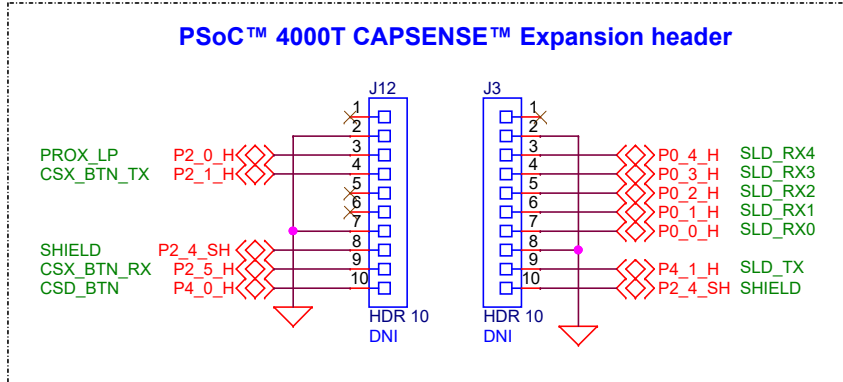 PSoC™ 4000T CAPSENSE™ Expansion header
J12
1
2
PROX_LP P2_0_H 3
CSX_BTN_TX P2_1_H 4
5
6
7
SHIELD P2_4_SH 8
CSX_BTN_RX P2_5_H 9
CSD_BTN P4_0_H 10
HDR 10
DNI
J3
1
2
3 P0_4_H SLD_RX4
4 P0_3_H SLD_RX3
5 P0_2_H SLD_RX2
6 P0_1_H SLD_RX1
7 P0_0_H SLD_RX0
8
9 P4_1_H SLD_TX
10 P2_4_SH SHIELD
HDR 10
DNI